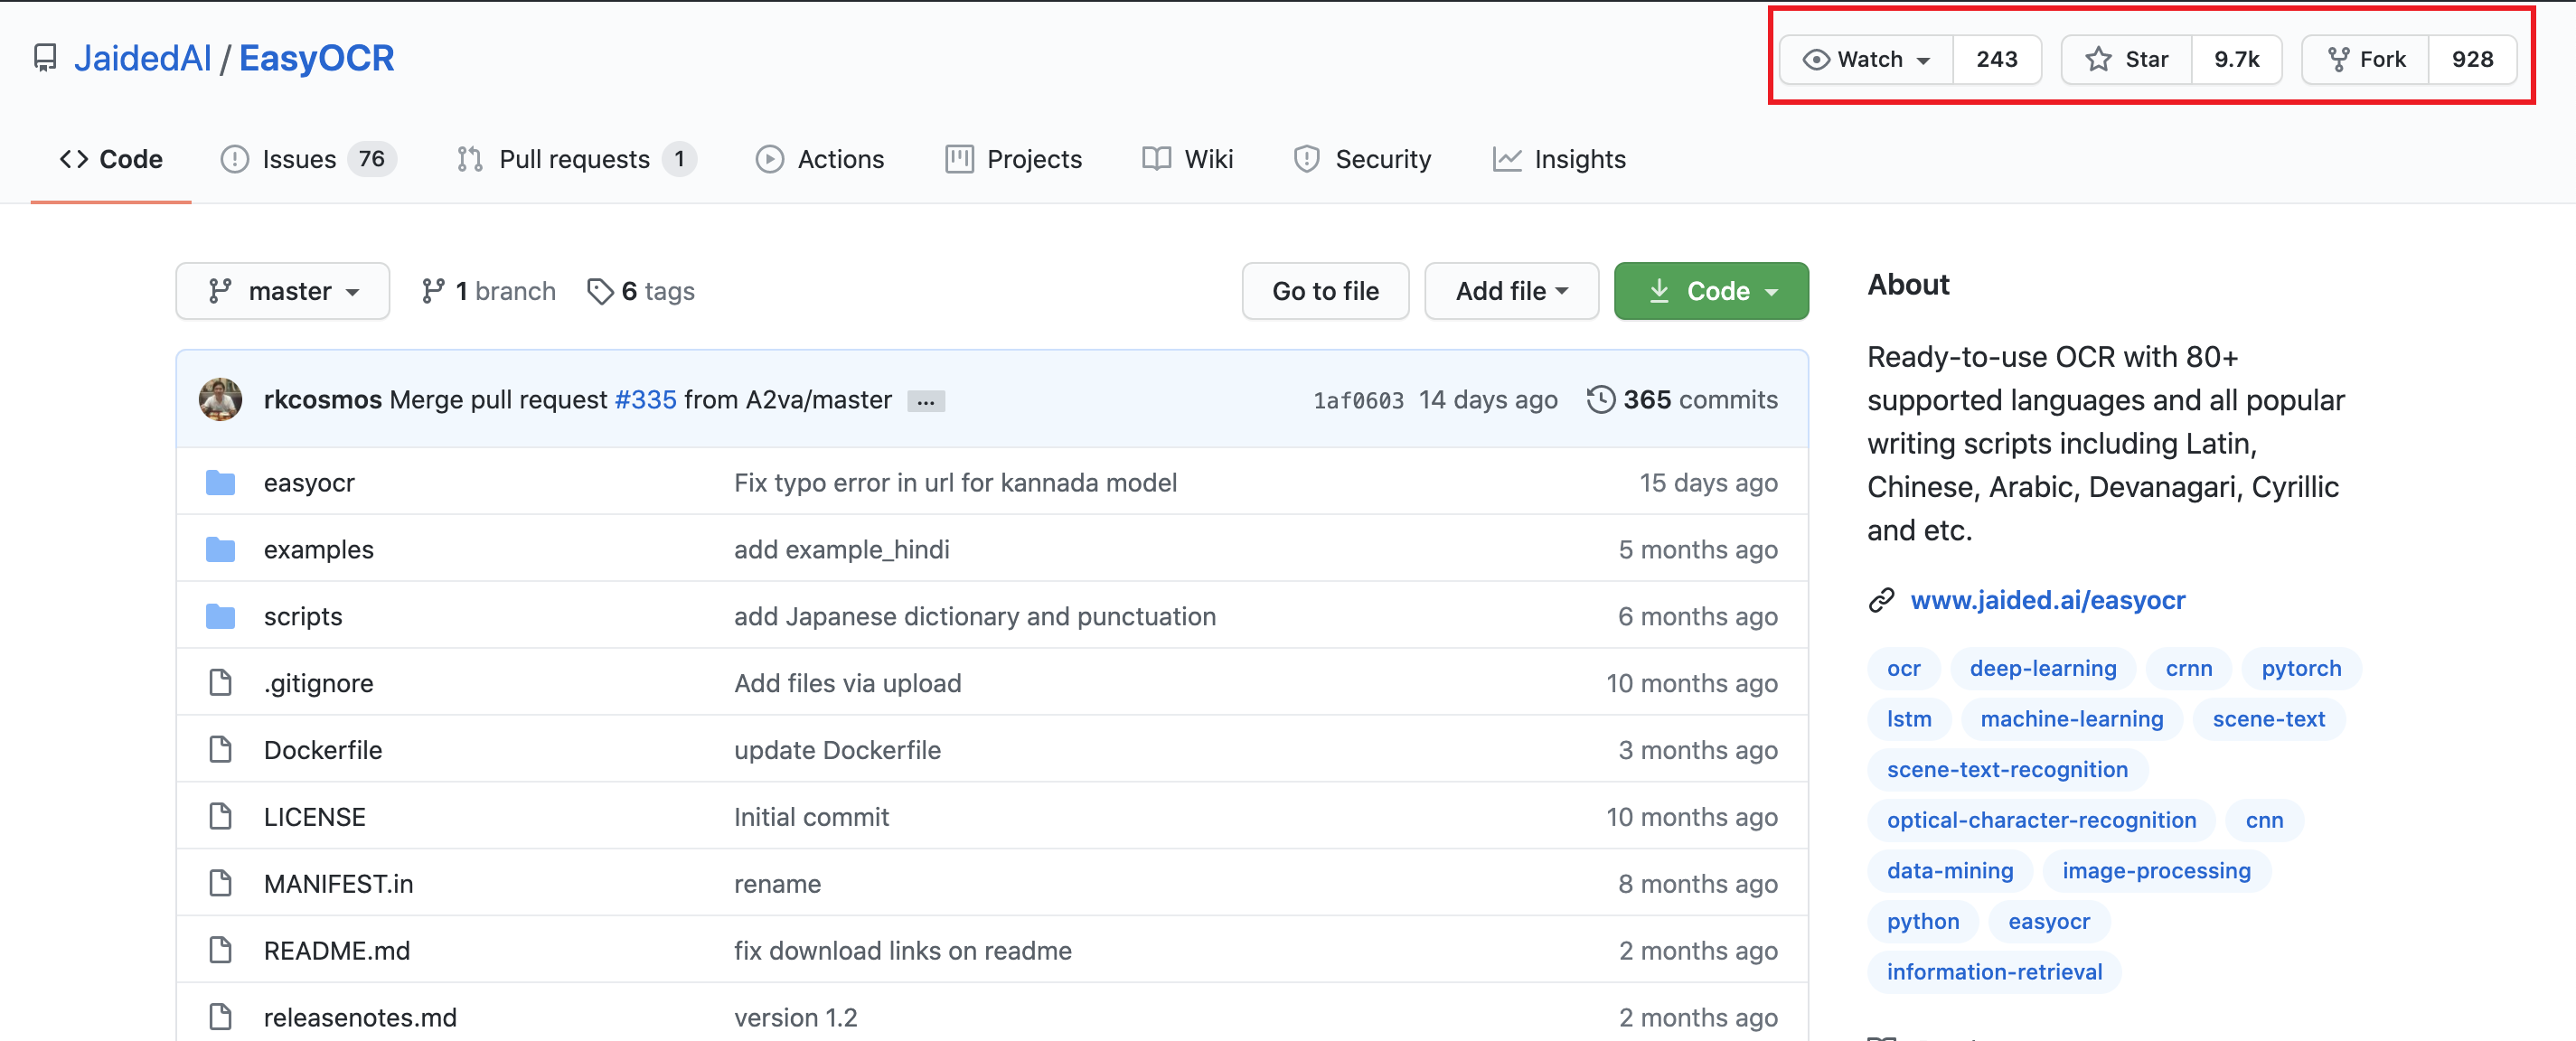 JaidedAI / EasyOCR
Watch 243 Star 9.7k Fork 928
Code Issues 76 Pull requests 1 Actions Projects Wiki Security Insights
master 1 branch 6 tags Go to file Add file Code
rkcosmos Merge pull request #335 from A2va/master ... 1af0603 14 days ago 365 commits
easyocr Fix typo error in url for kannada model 15 days ago
examples add example_hindi 5 months ago
scripts add Japanese dictionary and punctuation 6 months ago
.gitignore Add files via upload 10 months ago
Dockerfile update Dockerfile 3 months ago
LICENSE Initial commit 10 months ago
MANIFEST.in rename 8 months ago
README.md fix download links on readme 2 months ago
releasenotes.md version 1.2 2 months ago
About
Ready-to-use OCR with 80+
supported languages and all popular
writing scripts including Latin,
Chinese, Arabic, Devanagari, Cyrillic
and etc.
www.jaided.ai/easyocr
ocr deep-learning crnn pytorch
lstm machine-learning scene-text
scene-text-recognition
optical-character-recognition cnn
data-mining image-processing
python easyocr
information-retrieval